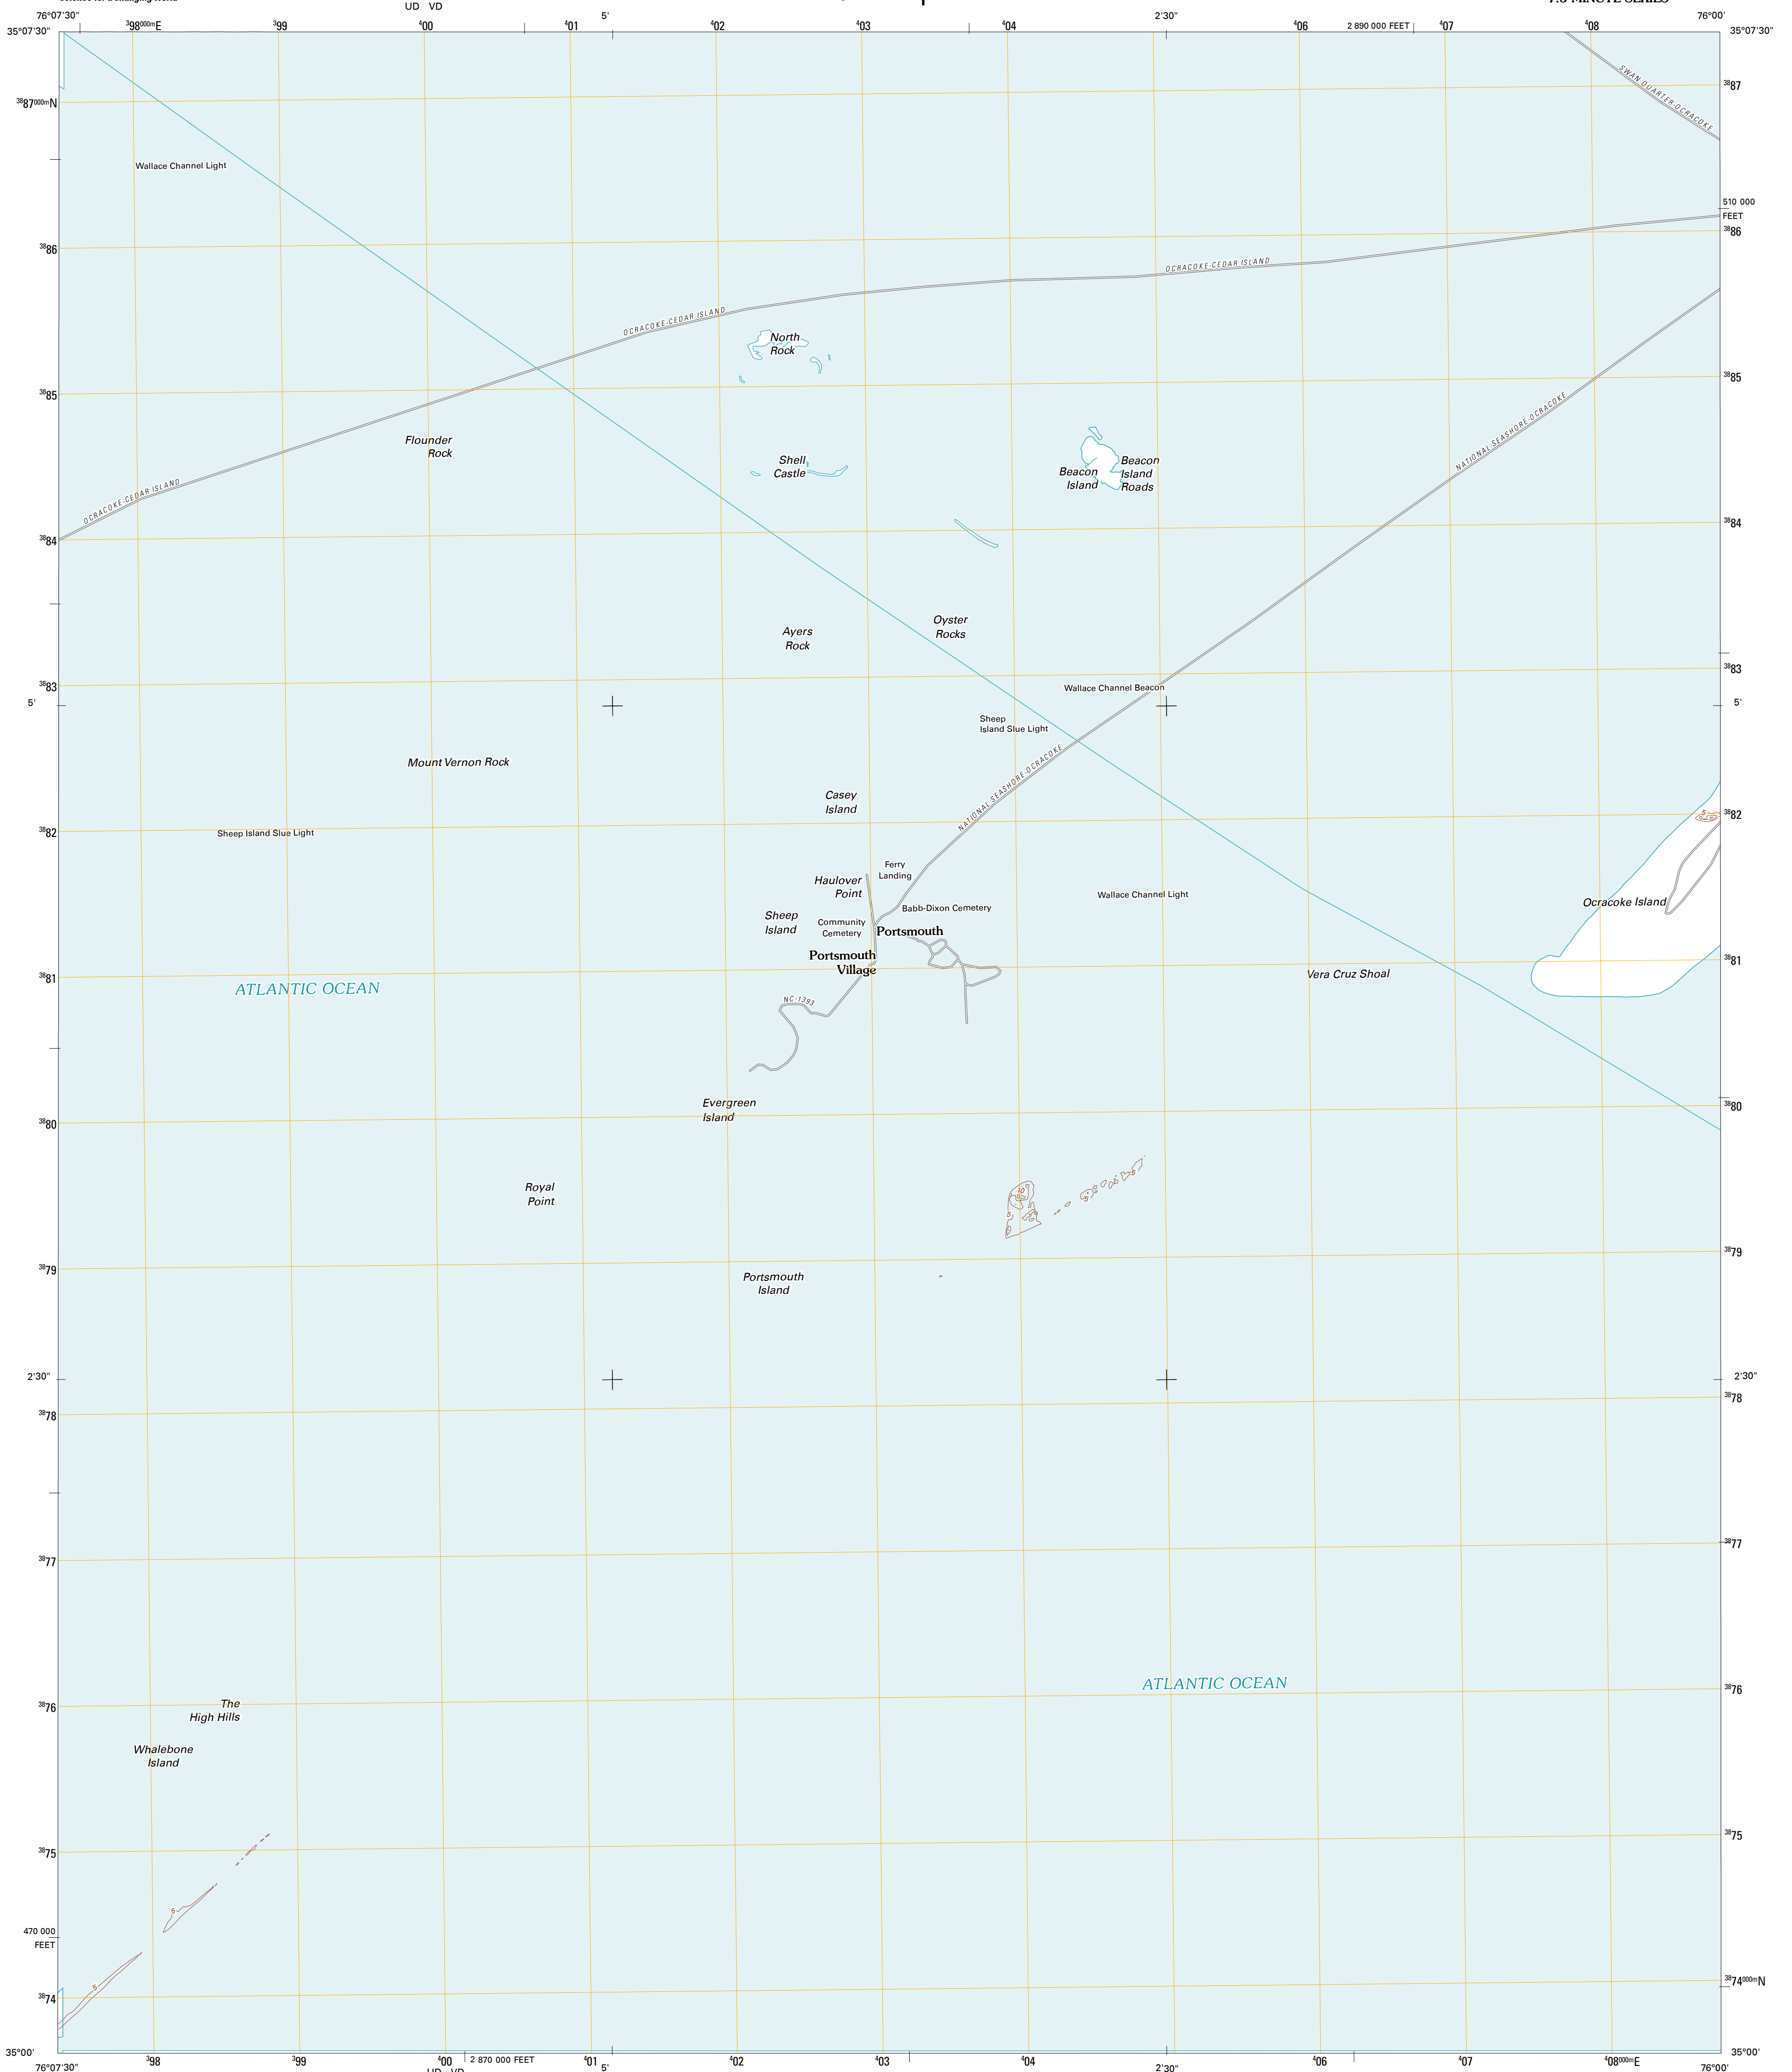 UD VD
76°07'30" ³98⁰⁰⁰ᵐE ³99 ⁴00 ⁴01 5' ⁴02 ⁴03 ⁴04 2'30" ⁴06 2 890 000 FEET ⁴07 ⁴08 76°00'
35°07'30" 35°07'30"
SWAN QUARTER-OCRACOKE
³⁸87⁰⁰⁰ᵐN ³⁸87
Wallace Channel Light
510 000
FEET
³⁸86 ³⁸86
OCRACOKE-CEDAR ISLAND
OCRACOKE-CEDAR ISLAND
North
Rock
³⁸85 ³⁸85
NATIONAL SEASHORE-OCRACOKE
Flounder
Rock
Shell
Castle
Beacon
Island
Beacon
Island
Roads
OCRACOKE-CEDAR ISLAND
³⁸84 ³⁸84
Oyster
Rocks
Ayers
Rock
³⁸83 ³⁸83
Wallace Channel Beacon
5' 5'
Sheep
Island Slue Light
Mount Vernon Rock
NATIONAL SEASHORE-OCRACOKE
Casey
Island
5
³⁸82 ³⁸82
Sheep Island Slue Light
Ferry
Landing
Haulover
Point
Wallace Channel Light
Ocracoke Island
Babb-Dixon Cemetery
Sheep
Island
Community
Cemetery
Portsmouth
Portsmouth
Village
³⁸81 ³⁸81
Vera Cruz Shoal
ATLANTIC OCEAN
NC-1393
Evergreen
Island
³⁸80 ³⁸80
5
Royal
Point
10
5
5
³⁸79 ³⁸79
Portsmouth
Island
2'30" 2'30"
³⁸78 ³⁸78
³⁸77 ³⁸77
ATLANTIC OCEAN
³⁸76 ³⁸76
The
High Hills
Whalebone
Island
³⁸75 ³⁸75
5
470 000
FEET
5
³⁸74 ³⁸74⁰⁰⁰ᵐN
35°00' 35°00'
76°07'30" ³98 ³99 ⁴00 2 870 000 FEET ⁴01 5' ⁴02 ⁴03 ⁴04 2'30" ⁴06 ⁴07 ⁴08⁰⁰⁰ᵐE 76°00'